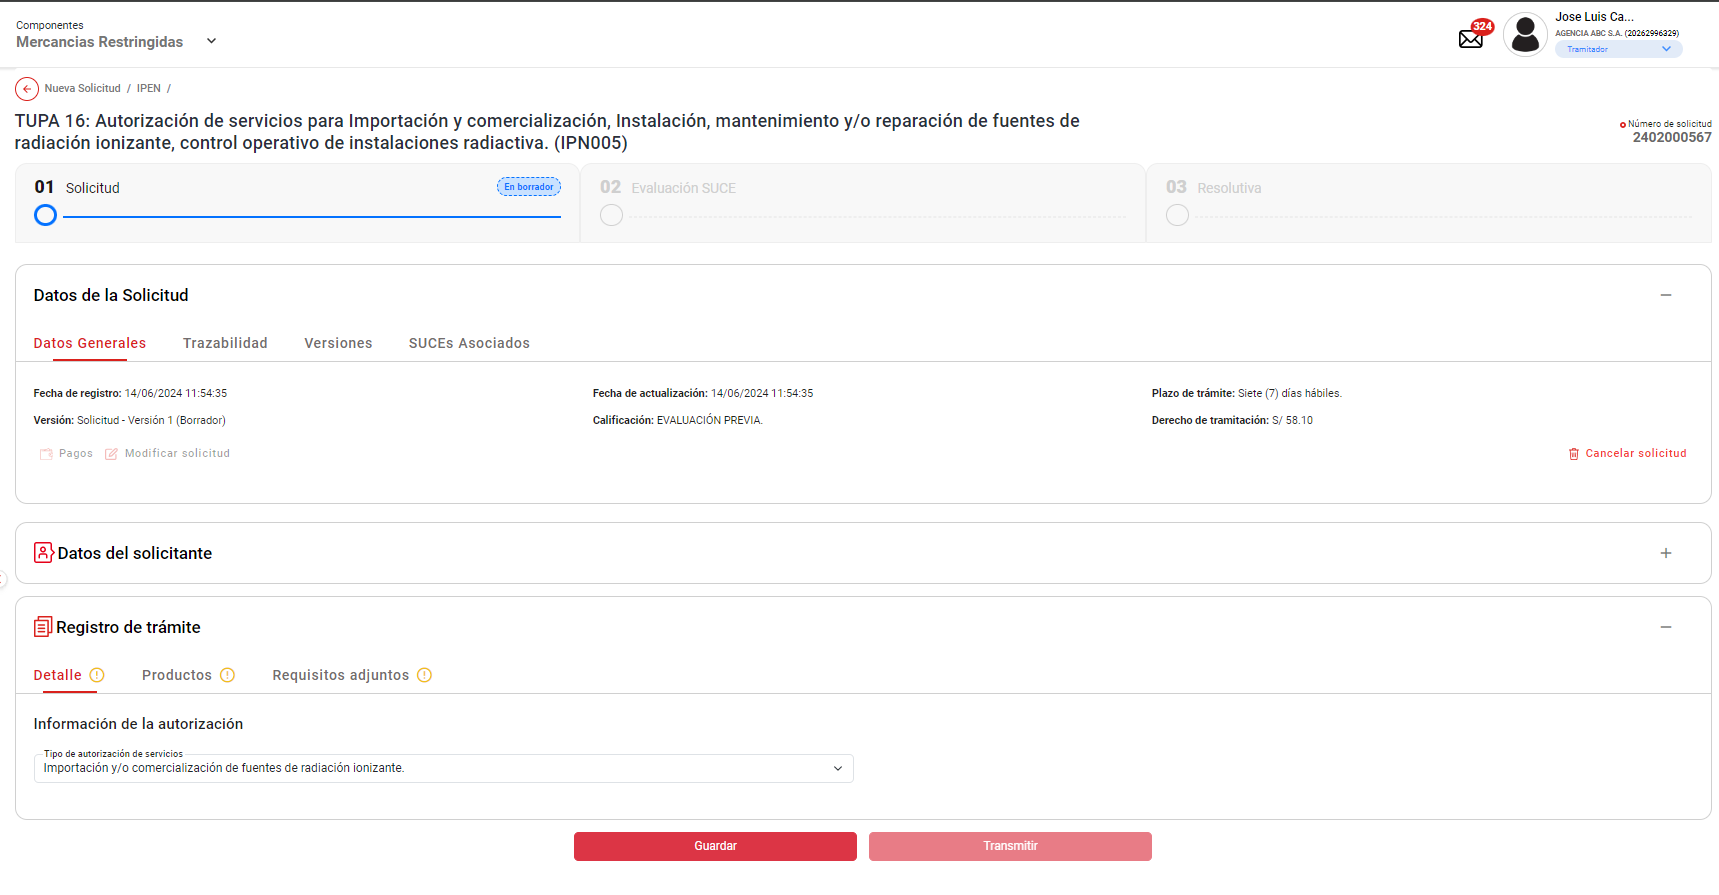 Componentes
Mercancias Restringidas
324
Jose Luis Ca...
AGENCIA ABC S.A. (20262996329)
Tramitador
Nueva Solicitud / IPEN /
TUPA 16: Autorización de servicios para Importación y comercialización, Instalación, mantenimiento y/o reparación de fuentes de
radiación ionizante, control operativo de instalaciones radiactiva. (IPN005)
Número de solicitud
2402000567
01 Solicitud En borrador
02 Evaluación SUCE
03 Resolutiva
Datos de la Solicitud
Datos Generales Trazabilidad Versiones SUCEs Asociados
Fecha de registro: 14/06/2024 11:54:35 Fecha de actualización: 14/06/2024 11:54:35 Plazo de trámite: Siete (7) días hábiles.
Versión: Solicitud - Versión 1 (Borrador) Calificación: EVALUACIÓN PREVIA. Derecho de tramitación: S/ 58.10
Pagos Modificar solicitud Cancelar solicitud
Datos del solicitante
Registro de trámite
Detalle Productos Requisitos adjuntos
Información de la autorización
Tipo de autorización de servicios
Importación y/o comercialización de fuentes de radiación ionizante.
Guardar Transmitir